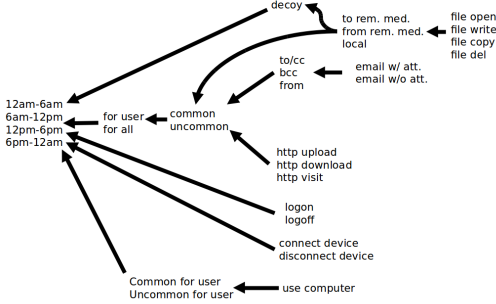 decoy
to rem. med.
from rem. med.
local
file open
file write
file copy
file del
to/cc
bcc
from
email w/ att.
email w/o att.
12am-6am
6am-12pm
12pm-6pm
6pm-12am
for user
for all
common
uncommon
http upload
http download
http visit
logon
logoff
connect device
disconnect device
Common for user
Uncommon for user
use computer